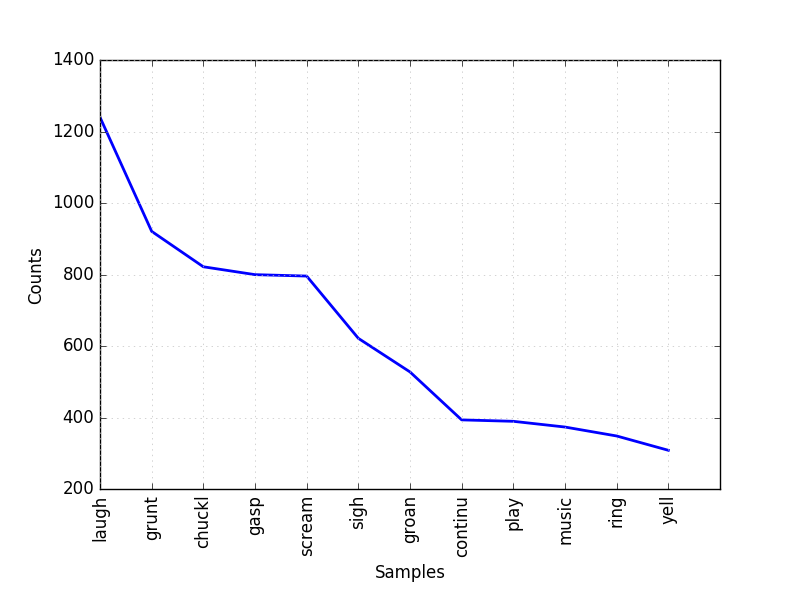 1400
1200
1000
800
600
400
200
Counts
laugh
grunt
chuckl
gasp
scream
sigh
groan
continu
play
music
ring
yell
Samples